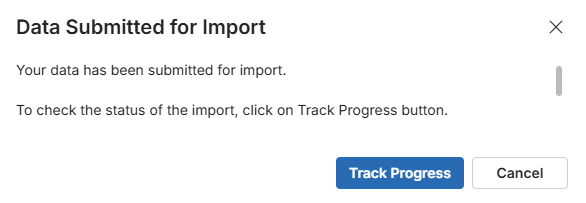 Data Submitted for Import
Your data has been submitted for import.
To check the status of the import, click on Track Progress button.
Track Progress
Cancel